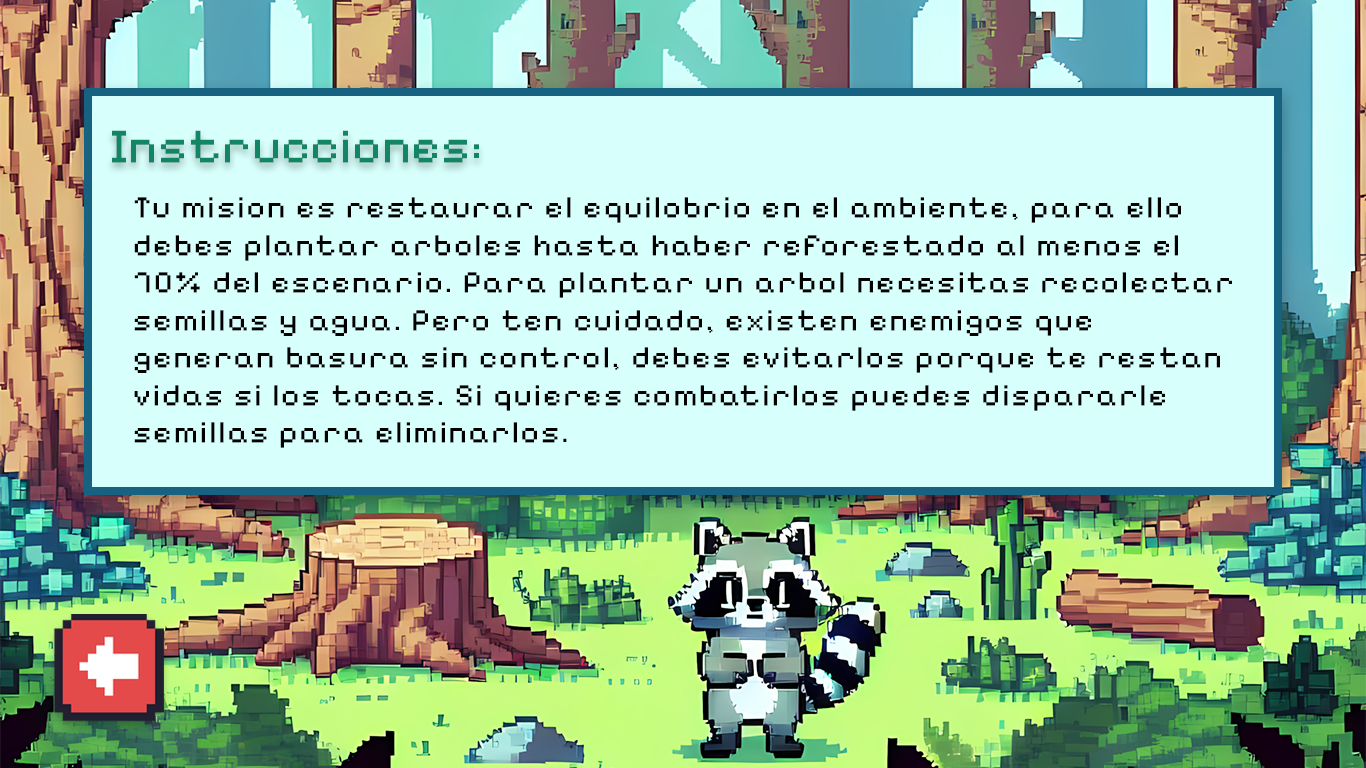 Instrucciones:
Tu mision es restaurar el equilobrio en el ambiente, para ello
debes plantar arboles hasta haber reforestado al menos el
70% del escenario. Para plantar un arbol necesitas recolectar
semillas y agua. Pero ten cuidado, existen enemigos que
generan basura sin control, debes evitarlos porque te restan
vidas si los tocas. Si quieres combatirlos puedes dispararle
semillas para eliminarlos.